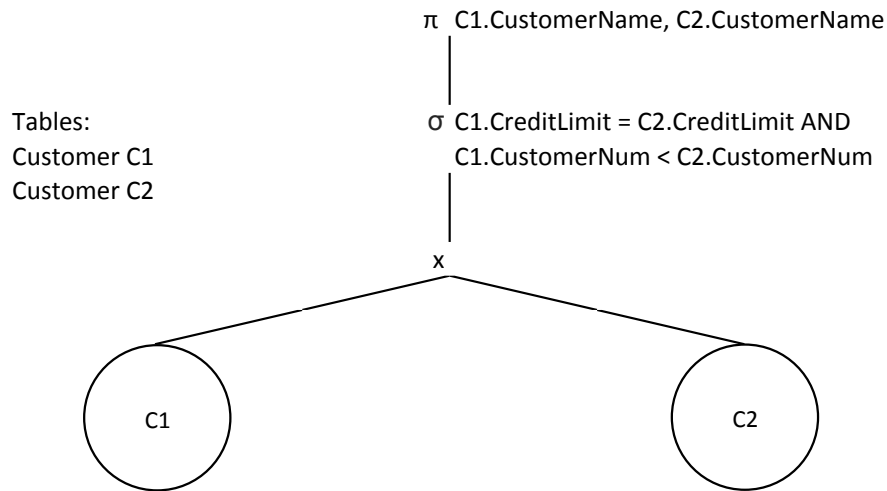 π C1.CustomerName, C2.CustomerName
Tables:
Customer C1
Customer C2
σ C1.CreditLimit = C2.CreditLimit AND
C1.CustomerNum < C2.CustomerNum
x
C1
C2